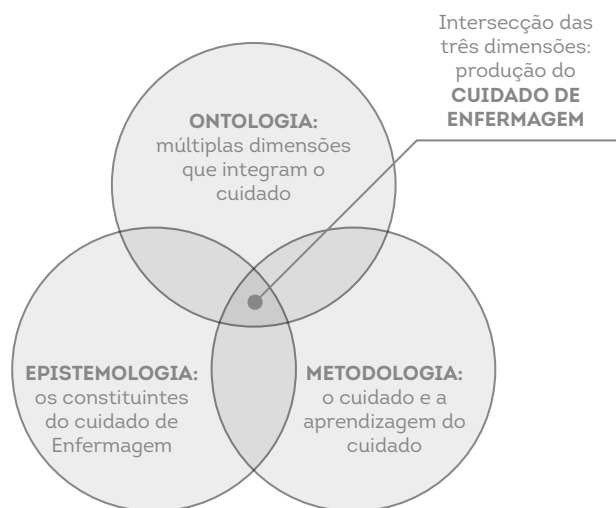 Intersecção das
três dimensões:
produção do
CUIDADO DE
ENFERMAGEM
ONTOLOGIA:
múltiplas dimensões
que integram o
cuidado
EPISTEMOLOGIA:
os constituintes
do cuidado de
Enfermagem
METODOLOGIA:
o cuidado e a
aprendizagem do
cuidado